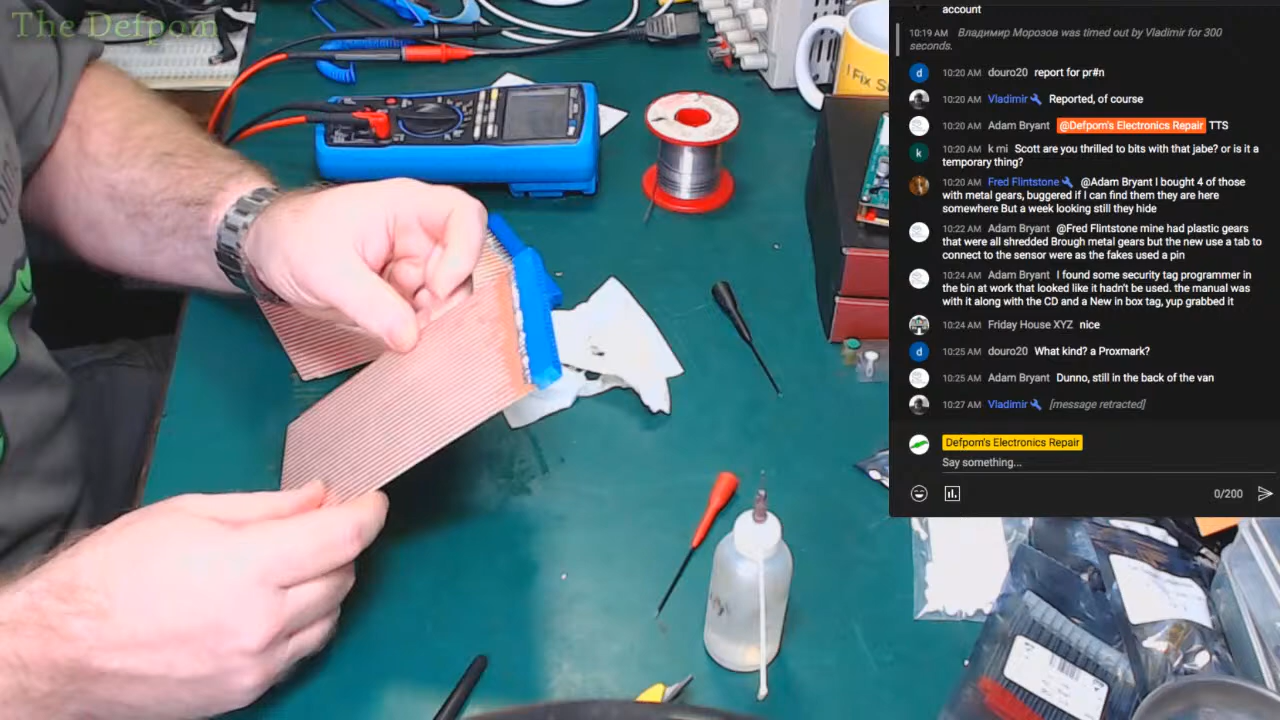 The Defpom
I Fix S
account
10:19 AM Владимир Морозов was timed out by Vladimir for 300
seconds.
10:20 AM douro20 report for pr#n
10:20 AM Vladimir Reported, of course
10:20 AM Adam Bryant @Defpom's Electronics Repair TTS
10:20 AM k mi Scott are you thrilled to bits with that jabe? or is it a
temporary thing?
10:20 AM Fred Flintstone @Adam Bryant I bought 4 of those
with metal gears, buggered if I can find them they are here
somewhere But a week looking still they hide
10:22 AM Adam Bryant @Fred Flintstone mine had plastic gears
that were all shredded Brough metal gears but the new use a tab to
connect to the sensor were as the fakes used a pin
10:24 AM Adam Bryant I found some security tag programmer in
the bin at work that looked like it hadn't be used. the manual was
with it along with the CD and a New in box tag, yup grabbed it
10:24 AM Friday House XYZ nice
10:25 AM douro20 What kind? a Proxmark?
10:25 AM Adam Bryant Dunno, still in the back of the van
10:27 AM Vladimir [message retracted]
Defpom's Electronics Repair
Say something...
0/200